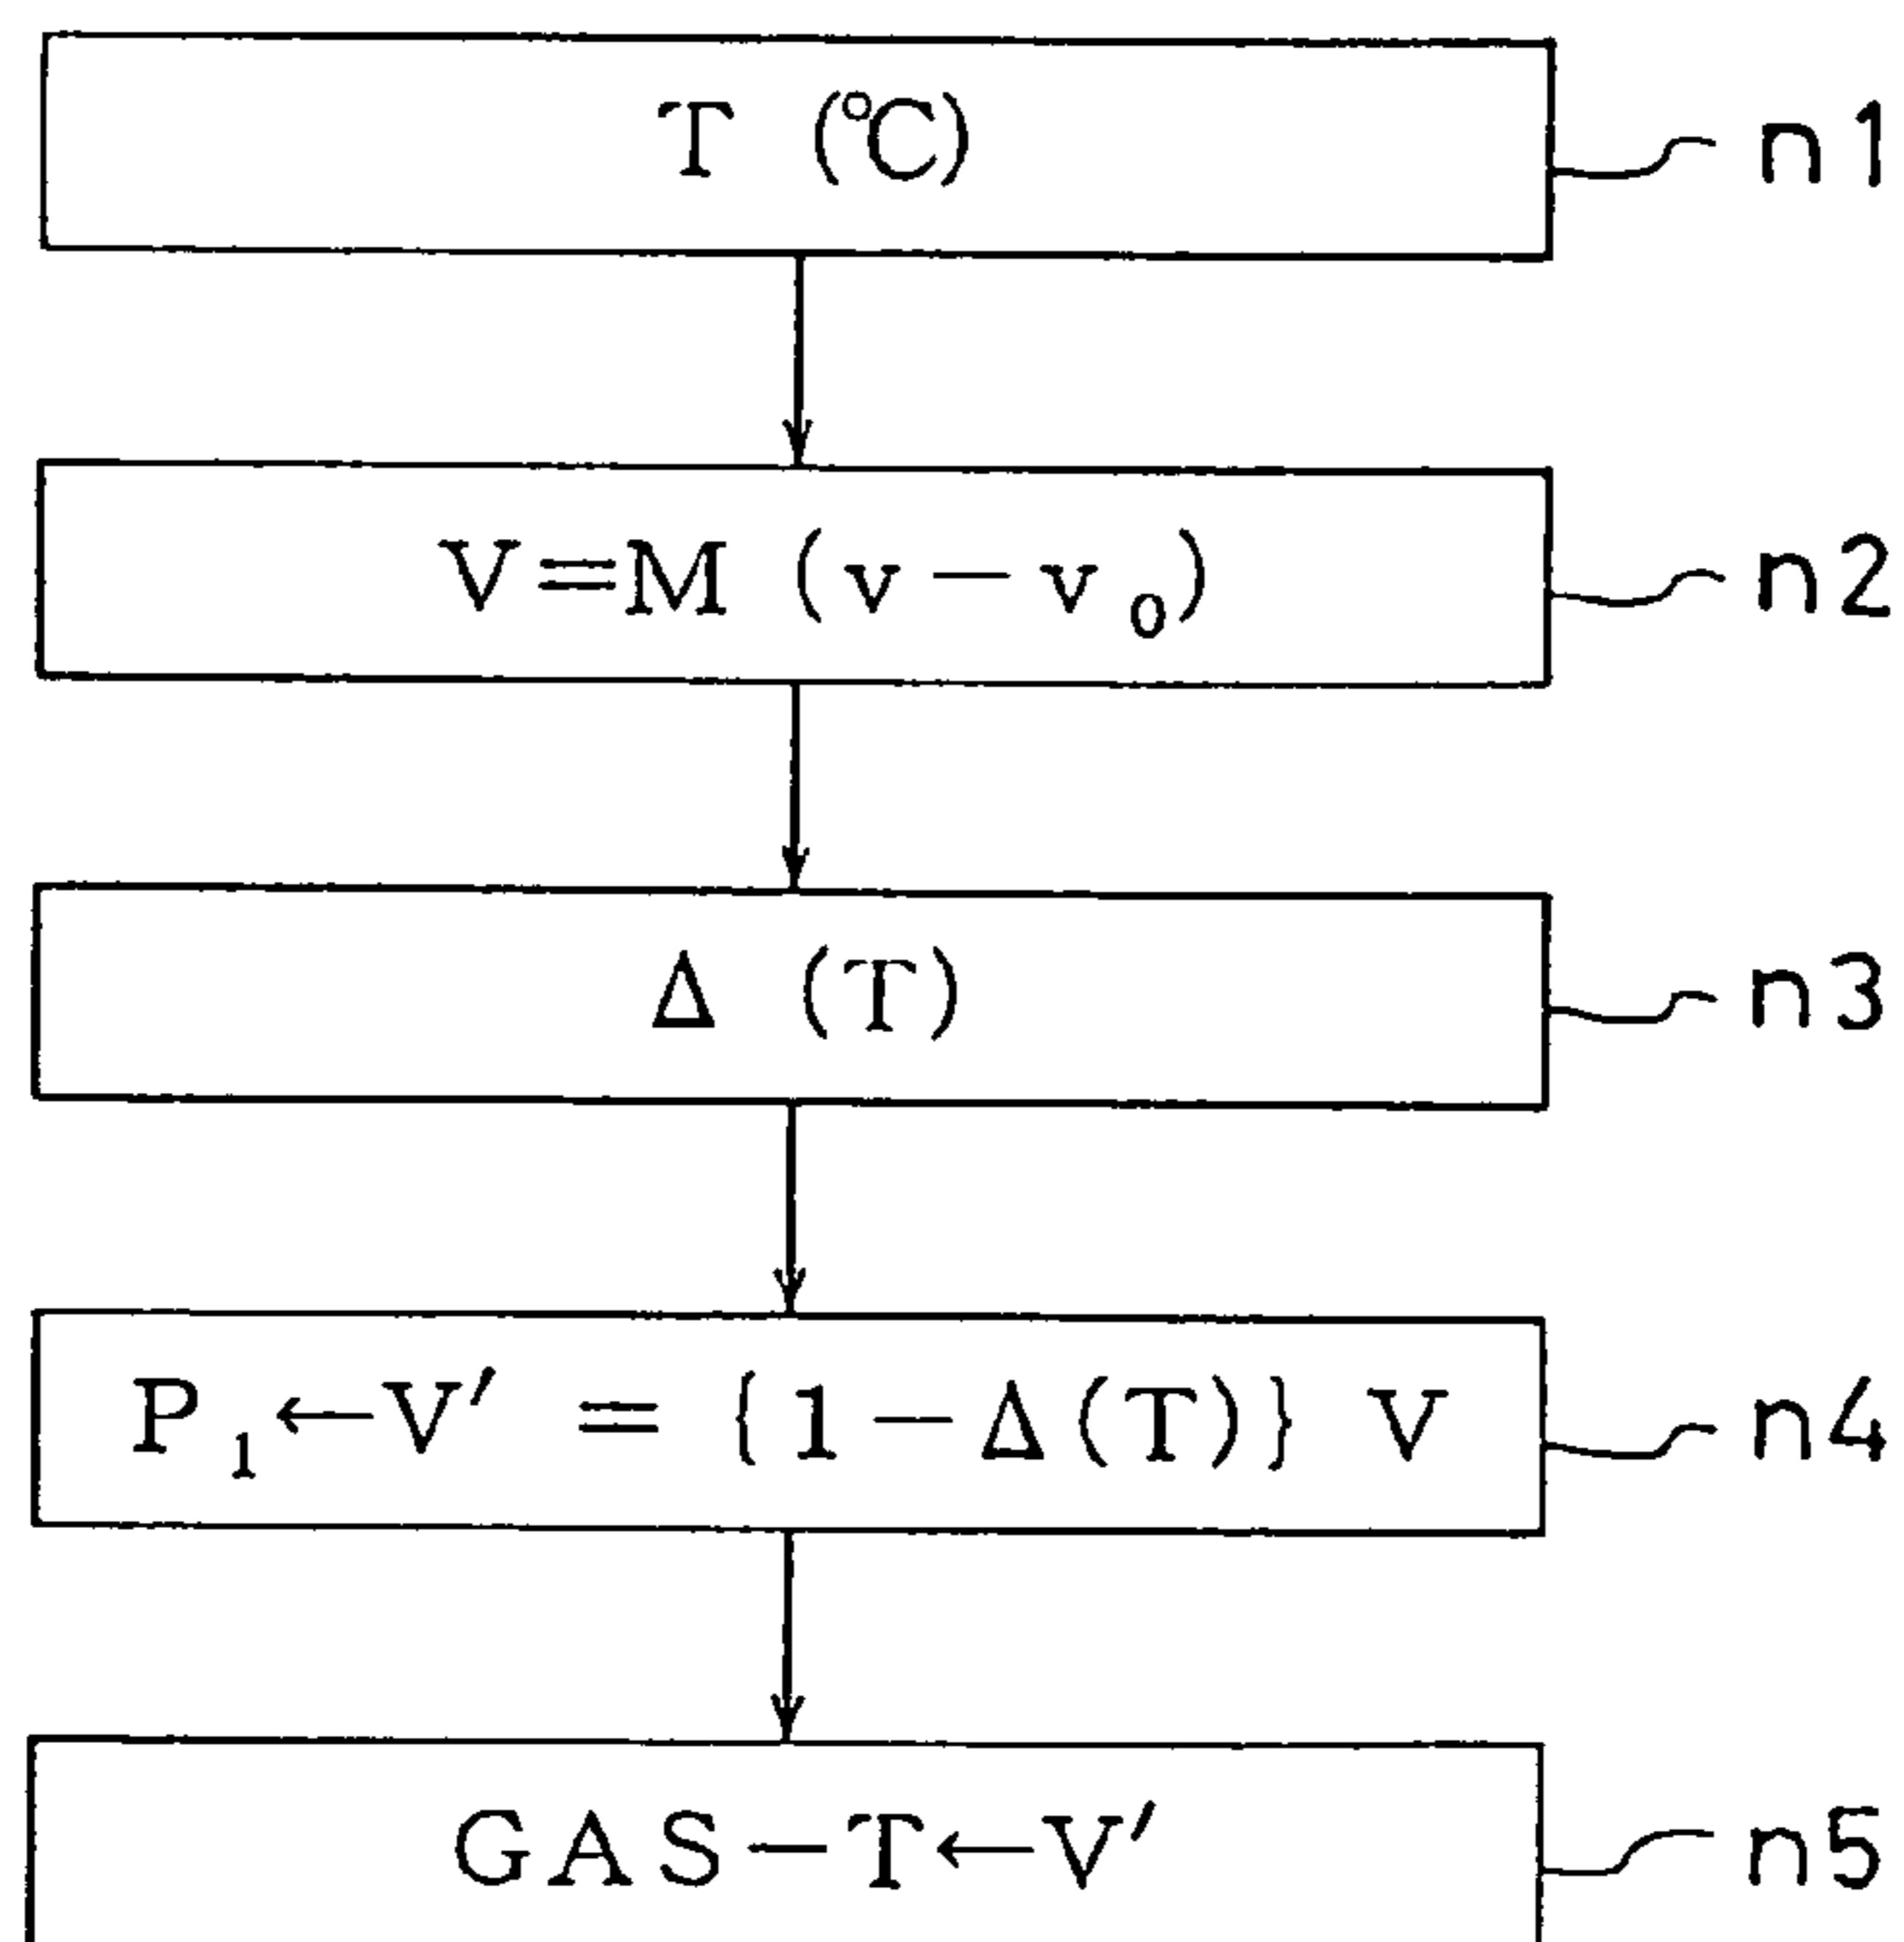 T (℃) n1
V=M (v－v₀) n2
Δ (T) n3
P₁←V′ = {1－Δ(T)} V n4
GAS－T←V′ n5